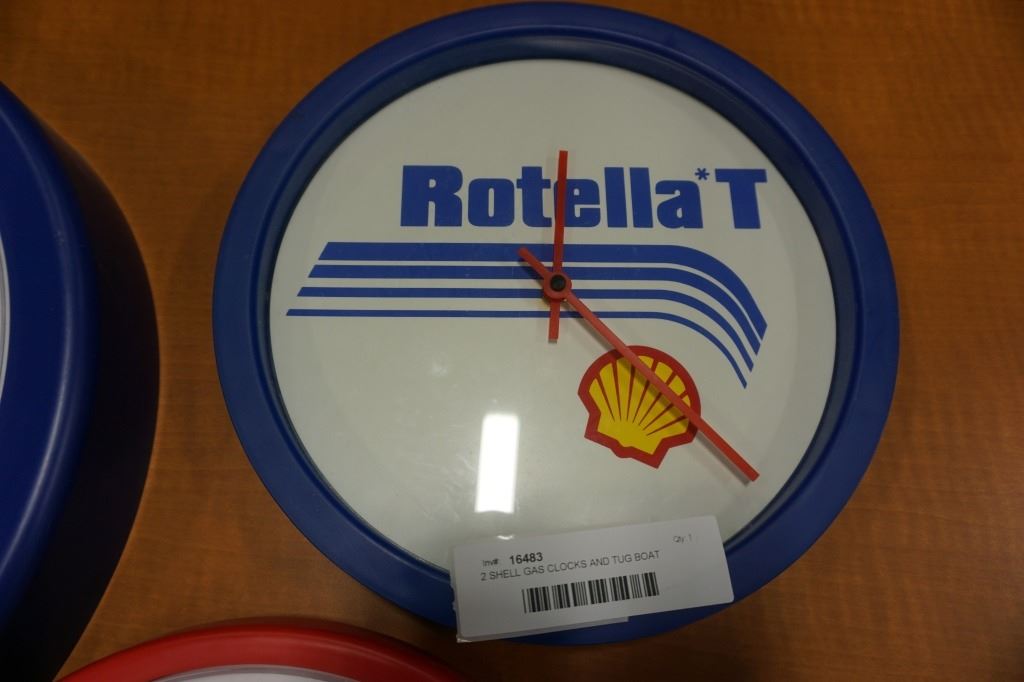 Rotella*T
Inv#: 16483
Qty: 1
2 SHELL GAS CLOCKS AND TUG BOAT